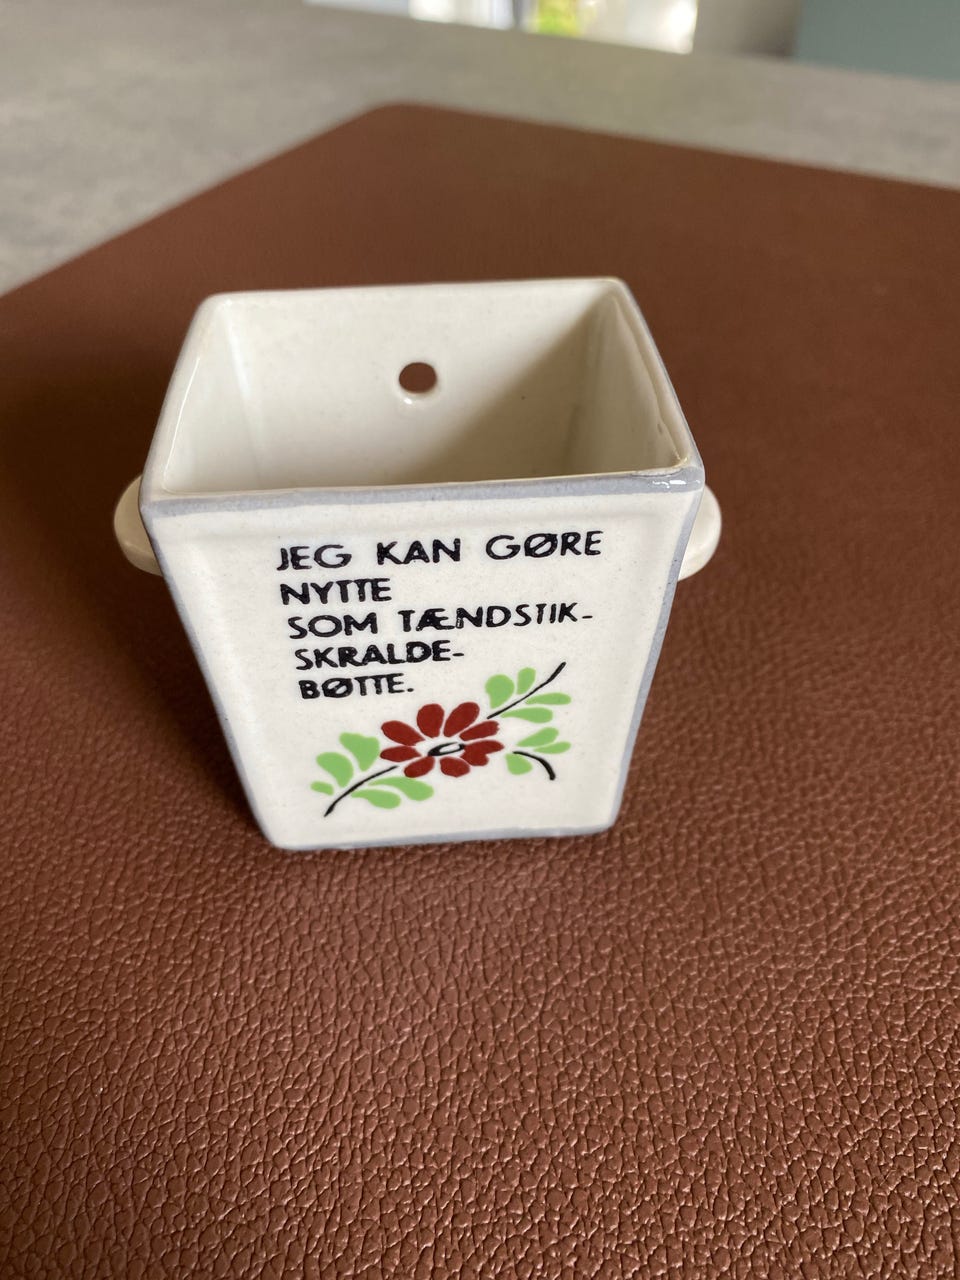 JEG KAN GØRE
NYTTE
SOM TÆNDSTIK-
SKRALDE-
BØTTE.